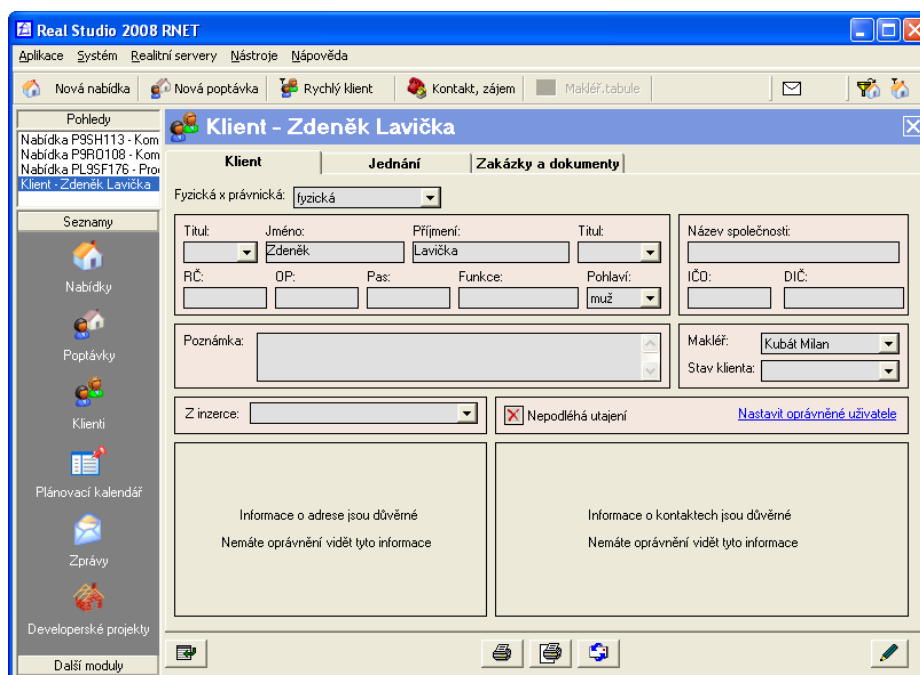 Real Studio 2008 RNET
Aplikace Systém Realitní servery Nástroje Nápověda
Nová nabídka Nová poptávka Rychlý klient Kontakt, zájem Makléř.tabule
Pohledy
Nabídka P9SH113 - Kom
Nabídka P9RO108 - Kom
Nabídka PL9SF176 - Pro
Klient - Zdeněk Lavička
Seznamy
Nabídky
Poptávky
Klienti
Plánovací kalendář
Zprávy
Developerské projekty
Další moduly
Klient - Zdeněk Lavička
Klient Jednání Zakázky a dokumenty
Fyzická x právnická: fyzická
Titul: Jméno: Příjmení: Titul:
Zdeněk Lavička
RČ: OP: Pas: Funkce: Pohlaví:
muž
Název společnosti:
IČO: DIČ:
Poznámka:
Makléř: Kubát Milan
Stav klienta:
Z inzerce:
Nepodléhá utajení Nastavit oprávněné uživatele
Informace o adrese jsou důvěrné
Nemáte oprávnění vidět tyto informace
Informace o kontaktech jsou důvěrné
Nemáte oprávnění vidět tyto informace